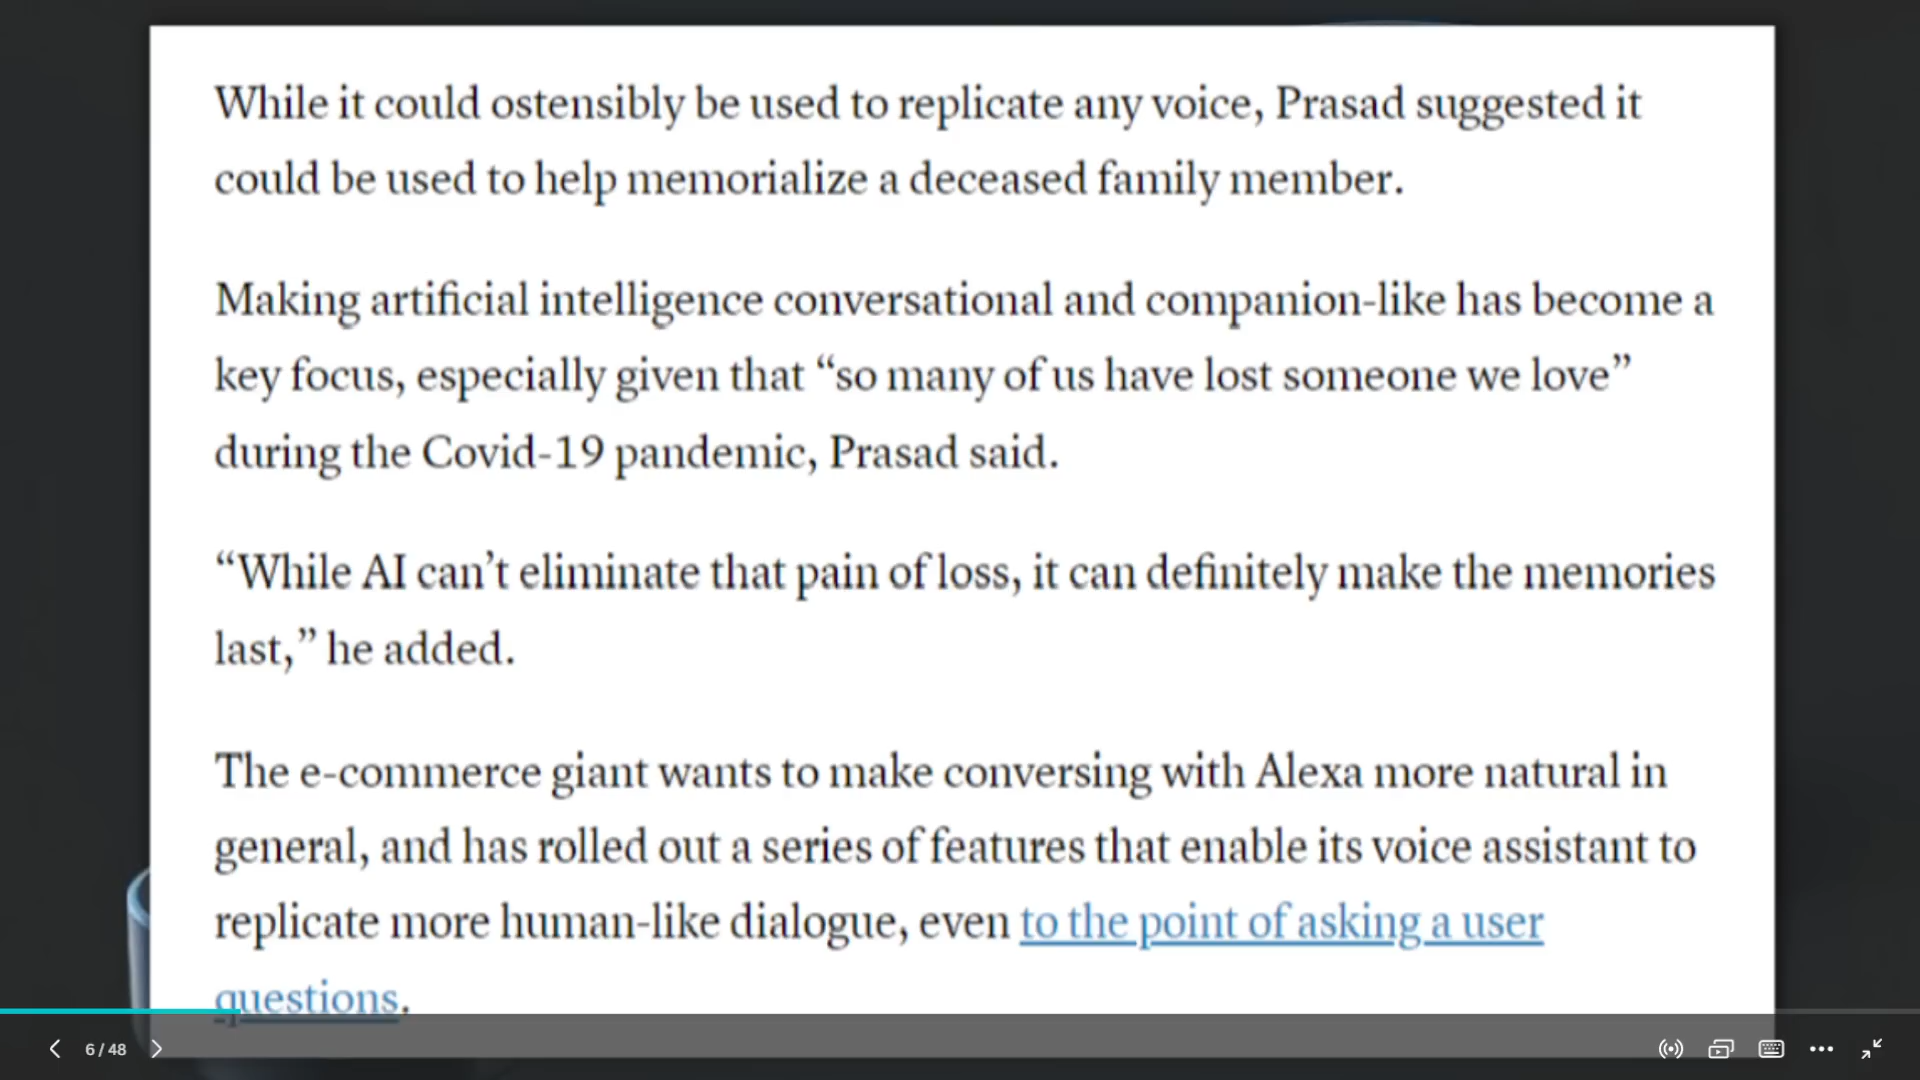 While it could ostensibly be used to replicate any voice, Prasad suggested it
could be used to help memorialize a deceased family member.
Making artificial intelligence conversational and companion-like has become a
key focus, especially given that “so many of us have lost someone we love”
during the Covid-19 pandemic, Prasad said.
“While AI can’t eliminate that pain of loss, it can definitely make the memories
last,” he added.
The e-commerce giant wants to make conversing with Alexa more natural in
general, and has rolled out a series of features that enable its voice assistant to
replicate more human-like dialogue, even to the point of asking a user
questions.
6 / 48